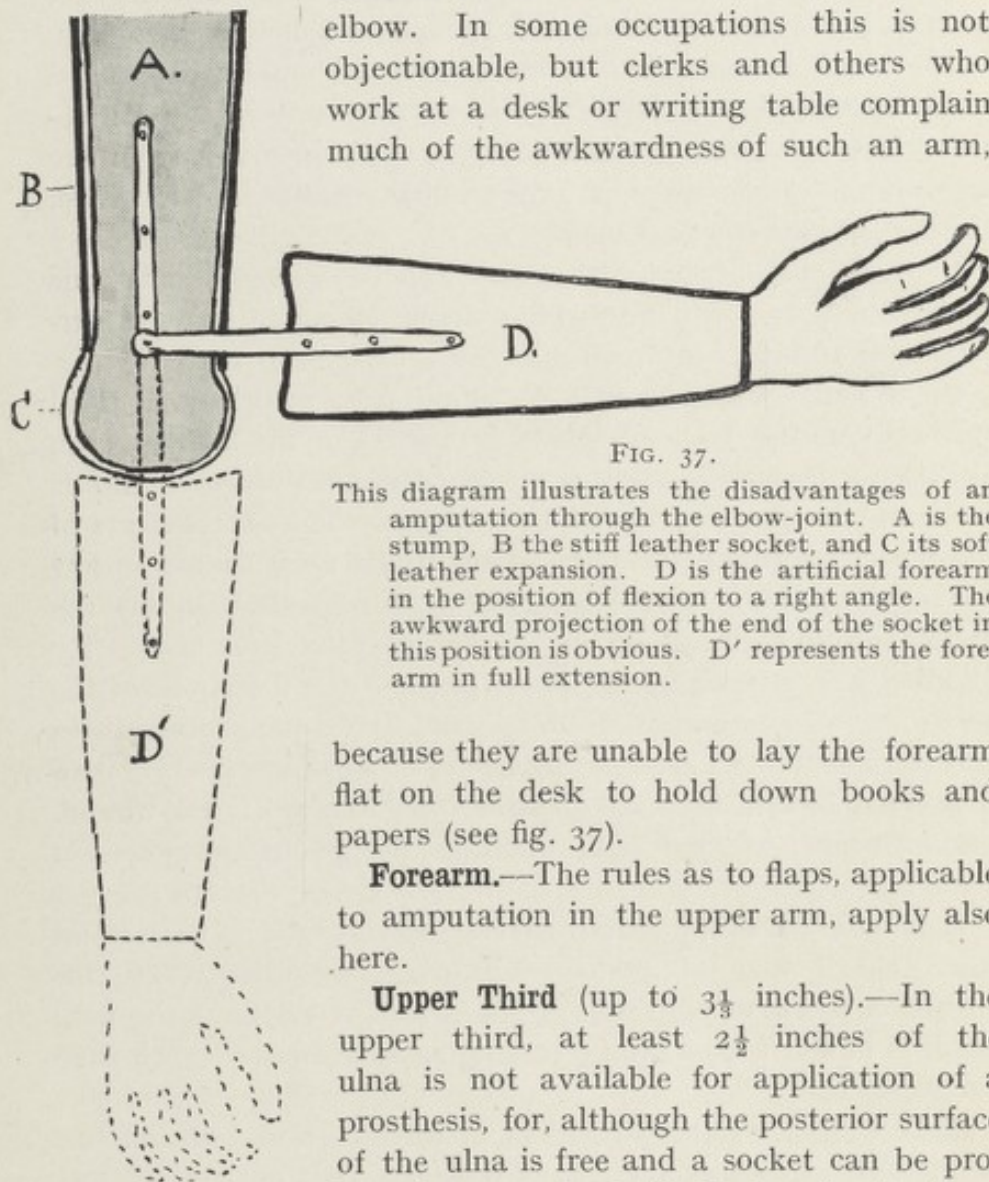 elbow. In some occupations this is not
objectionable, but clerks and others who
work at a desk or writing table complain
much of the awkwardness of such an arm,
A.
B
C
D.
FIG. 37.
This diagram illustrates the disadvantages of an
amputation through the elbow-joint. A is the
stump, B the stiff leather socket, and C its sof
leather expansion. D is the artificial forearm
in the position of flexion to a right angle. The
awkward projection of the end of the socket in
this position is obvious. D′ represents the fore
arm in full extension.
D′
because they are unable to lay the forearm
flat on the desk to hold down books and
papers (see fig. 37).
Forearm.—The rules as to flaps, applicable
to amputation in the upper arm, apply also
here.
Upper Third (up to 3⅓ inches).—In the
upper third, at least 2½ inches of th
ulna is not available for application of a
prosthesis, for, although the posterior surfac
of the ulna is free and a socket can be pro